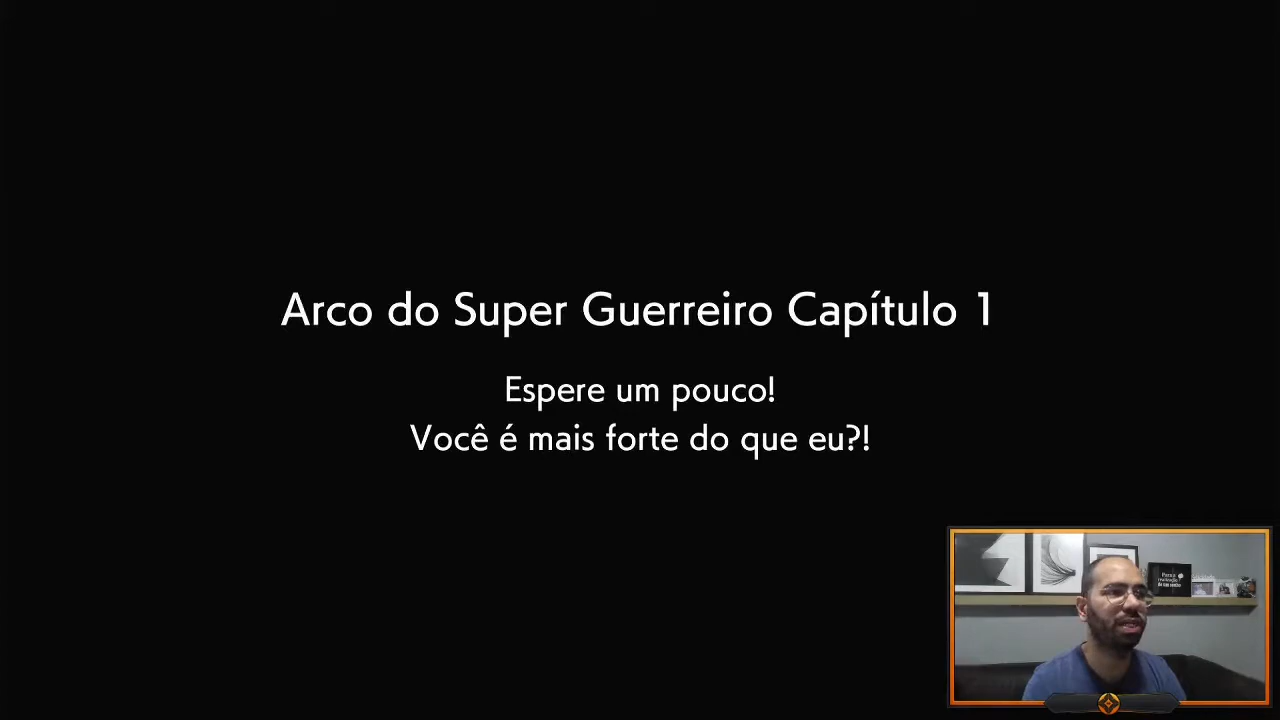 Arco do Super Guerreiro Capítulo 1
Espere um pouco!
Você é mais forte do que eu?!